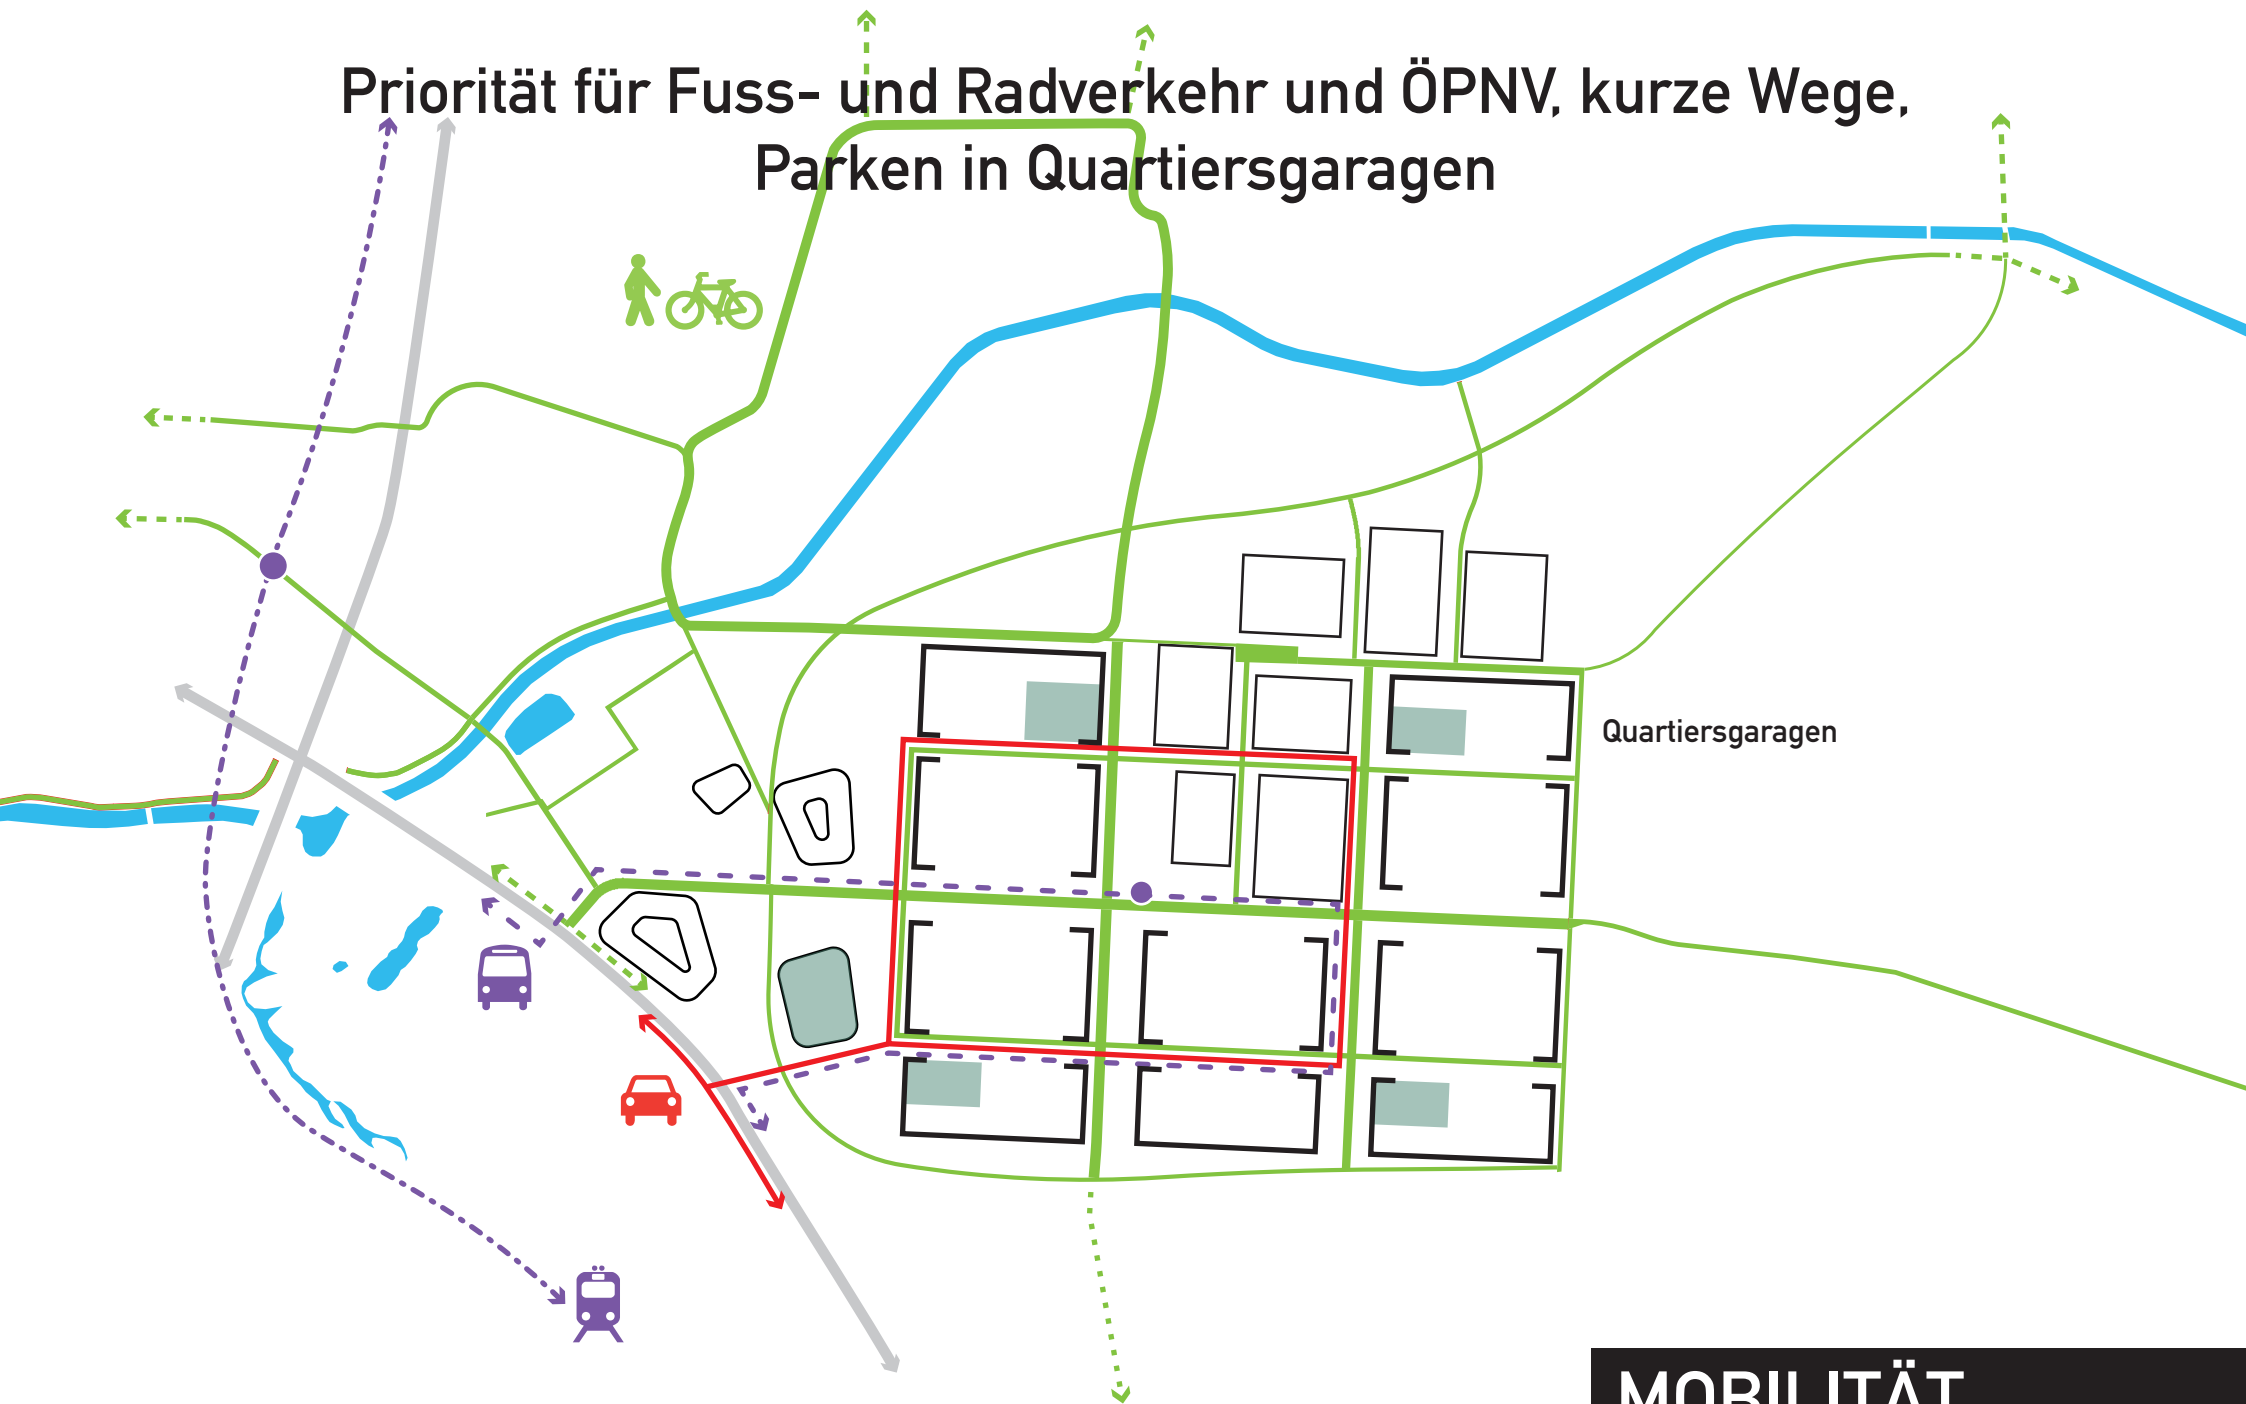 Priorität für Fuss- und Radverkehr und ÖPNV, kurze Wege,
Parken in Quartiersgaragen
Quartiersgaragen
MOBILITÄT